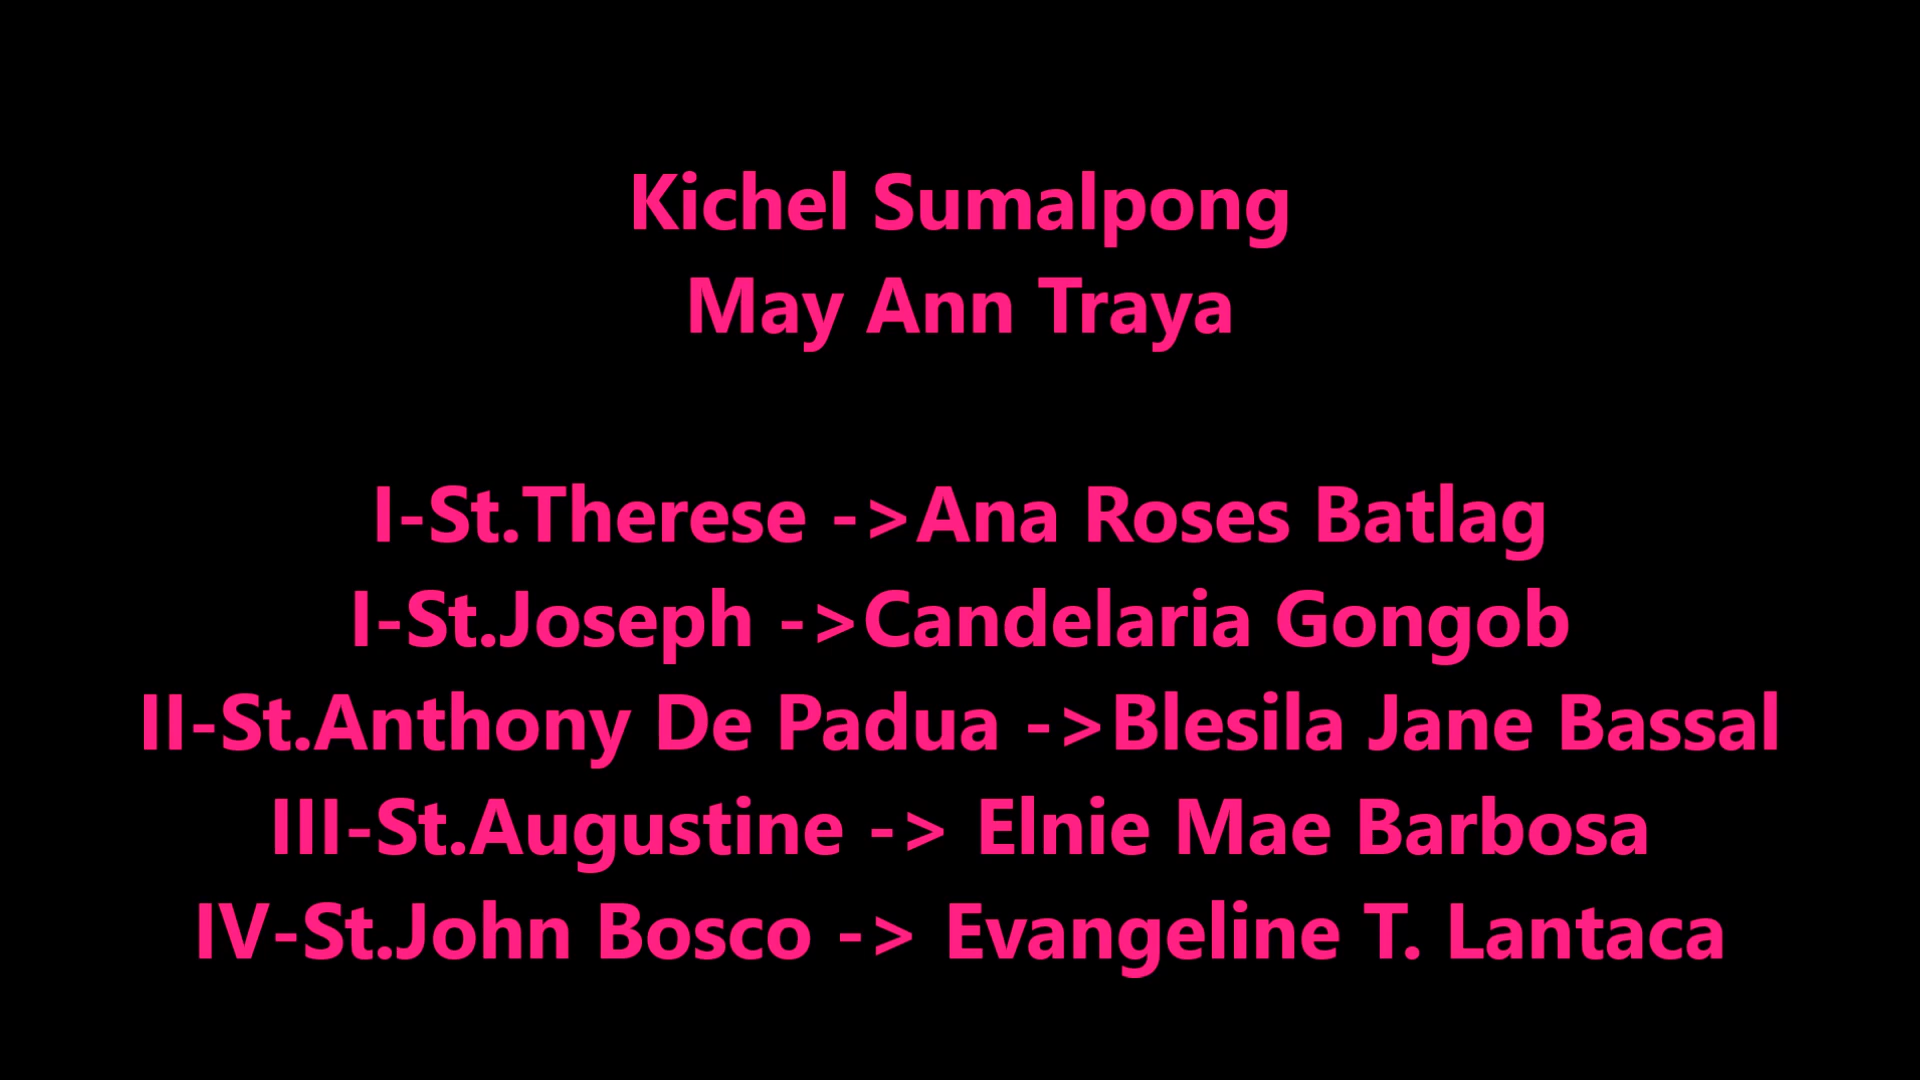 Kichel Sumalpong
May Ann Traya
I-St.Therese ->Ana Roses Batlag
I-St.Joseph ->Candelaria Gongob
II-St.Anthony De Padua ->Blesila Jane Bassal
III-St.Augustine -> Elnie Mae Barbosa
IV-St.John Bosco -> Evangeline T. Lantaca